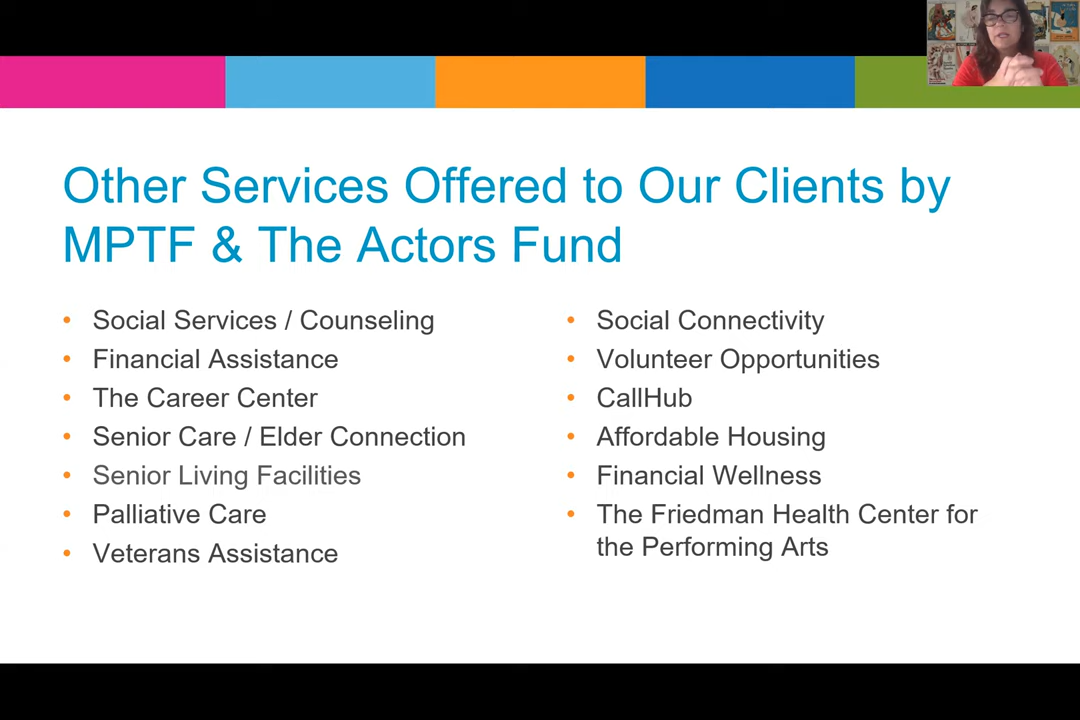 Other Services Offered to Our Clients by
MPTF & The Actors Fund
• Social Services / Counseling
• Financial Assistance
• The Career Center
• Senior Care / Elder Connection
• Senior Living Facilities
• Palliative Care
• Veterans Assistance
• Social Connectivity
• Volunteer Opportunities
• CallHub
• Affordable Housing
• Financial Wellness
• The Friedman Health Center for
the Performing Arts